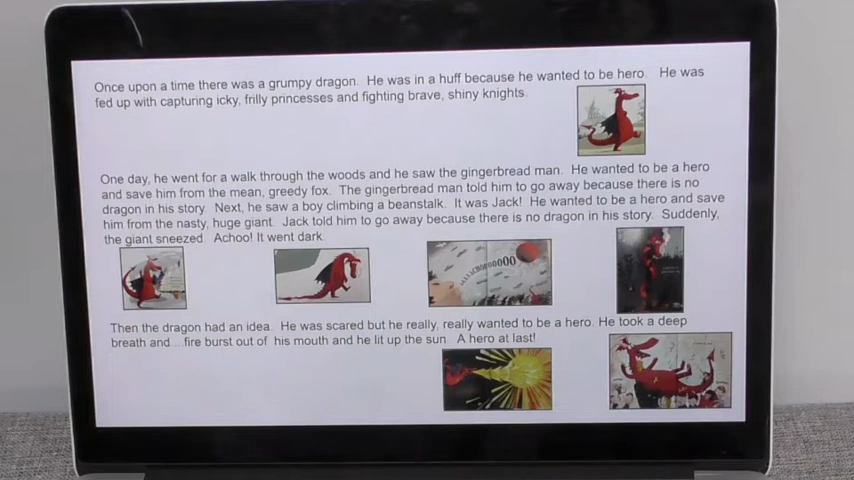 Once upon a time there was a grumpy dragon. He was in a huff because he wanted to be hero. He was
fed up with capturing icky, frilly princesses and fighting brave, shiny knights.
One day, he went for a walk through the woods and he saw the gingerbread man. He wanted to be a hero
and save him from the mean, greedy fox. The gingerbread man told him to go away because there is no
dragon in his story. Next, he saw a boy climbing a beanstalk. It was Jack! He wanted to be a hero and save
him from the nasty, huge giant. Jack told him to go away because there is no dragon in his story. Suddenly,
the giant sneezed. Achoo! It went dark.
Then the dragon had an idea. He was scared but he really, really wanted to be a hero. He took a deep
breath and ...fire burst out of his mouth and he lit up the sun. A hero at last!